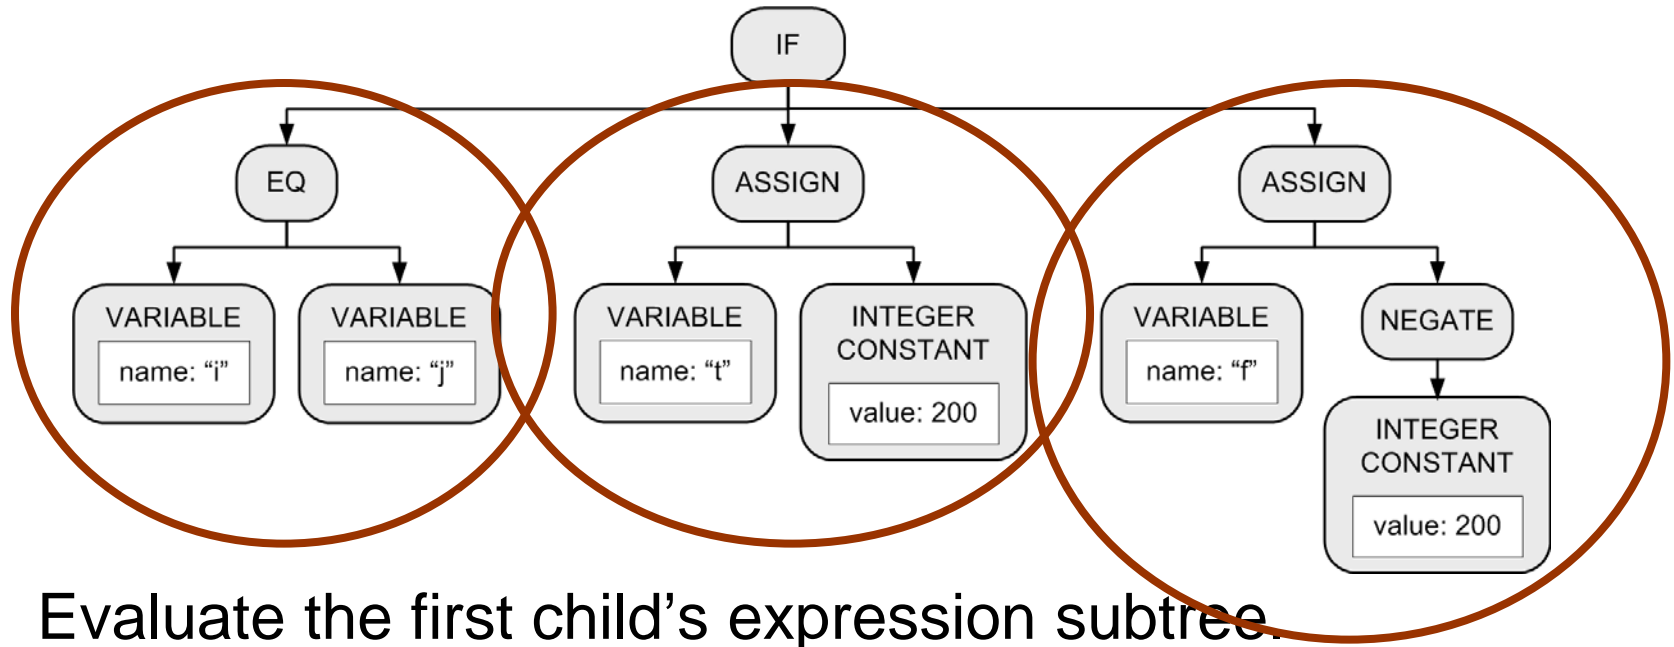 IF
EQ
ASSIGN
ASSIGN
VARIABLE
name: “i”
VARIABLE
name: “j”
VARIABLE
name: “t”
INTEGER
CONSTANT
value: 200
VARIABLE
name: “f”
NEGATE
INTEGER
CONSTANT
value: 200
Evaluate the first child’s expression subtree.